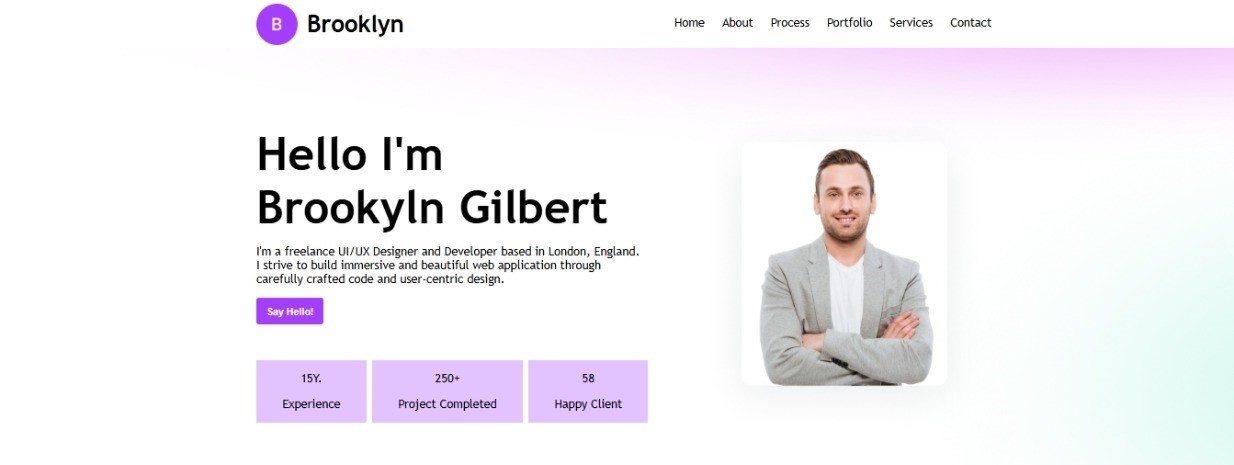 B Brooklyn
Home About Process Portfolio Services Contact
Hello I'm
Brookyln Gilbert
I'm a freelance UI/UX Designer and Developer based in London, England.
I strive to build immersive and beautiful web application through
carefully crafted code and user-centric design.
Say Hello!
15Y.
Experience
250+
Project Completed
58
Happy Client